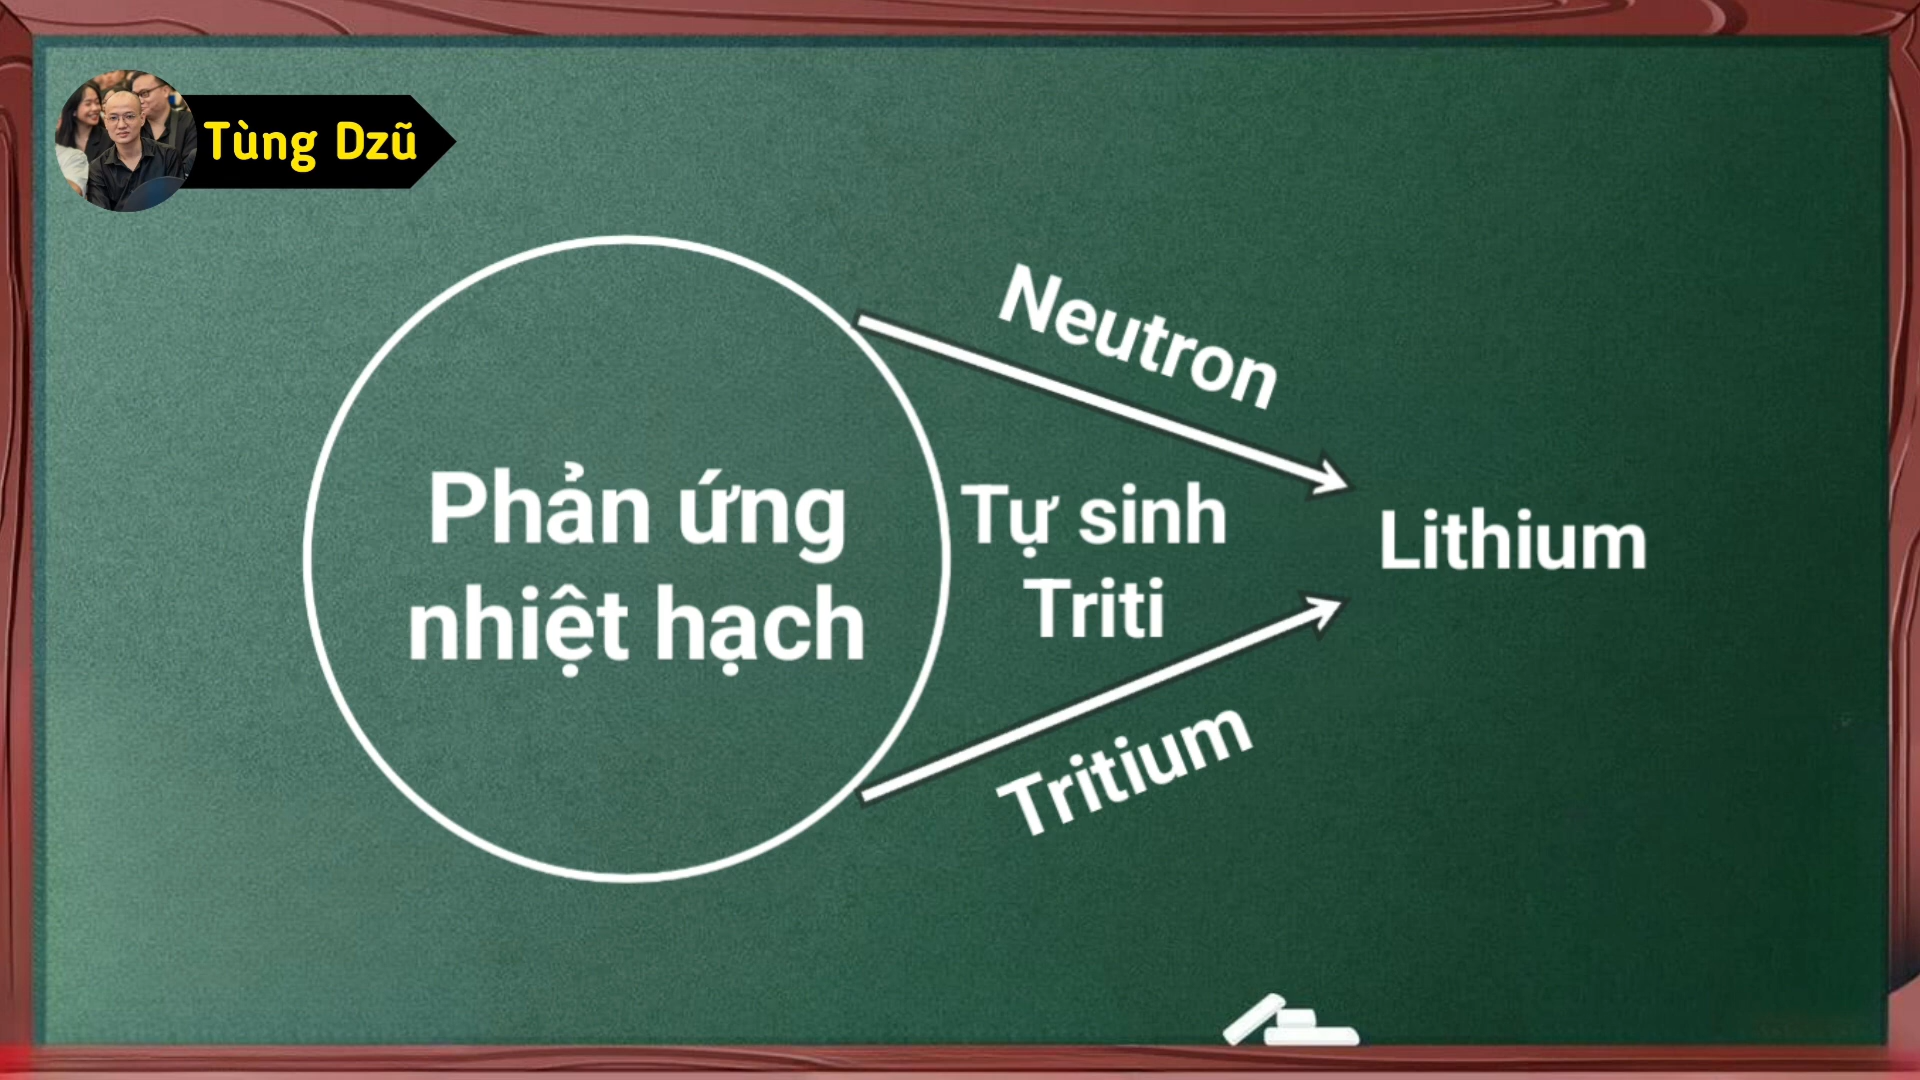 Tùng Dzũ
Phản ứng
nhiệt hạch
Neutron
Tự sinh
Triti
Tritium
Lithium